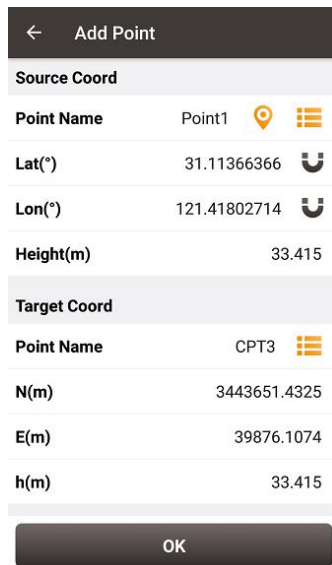 Add Point
Source Coord
Point Name Point1
Lat(°) 31.11366366
Lon(°) 121.41802714
Height(m) 33.415
Target Coord
Point Name CPT3
N(m) 3443651.4325
E(m) 39876.1074
h(m) 33.415
OK